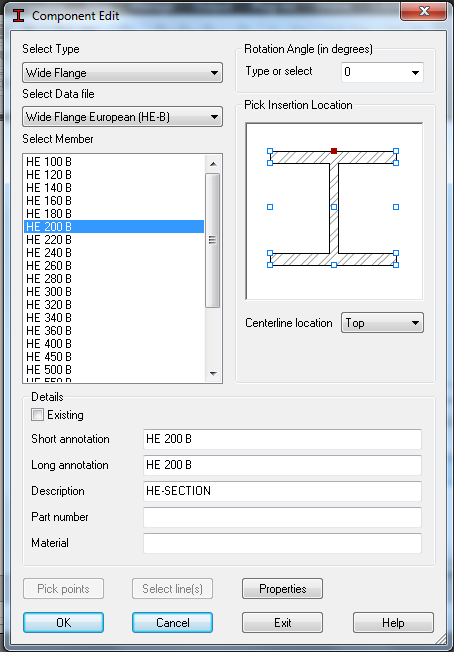 Component Edit
Select Type
Wide Flange
Select Data file
Wide Flange European (HE-B)
Select Member
HE 100 B
HE 120 B
HE 140 B
HE 160 B
HE 180 B
HE 200 B
HE 220 B
HE 240 B
HE 260 B
HE 280 B
HE 300 B
HE 320 B
HE 340 B
HE 360 B
HE 400 B
HE 450 B
HE 500 B
HE 550 B
Rotation Angle (in degrees)
Type or select
0
Pick Insertion Location
Centerline location
Top
Details
Existing
Short annotation
HE 200 B
Long annotation
HE 200 B
Description
HE-SECTION
Part number
Material
Pick points
Select line(s)
Properties
OK
Cancel
Exit
Help